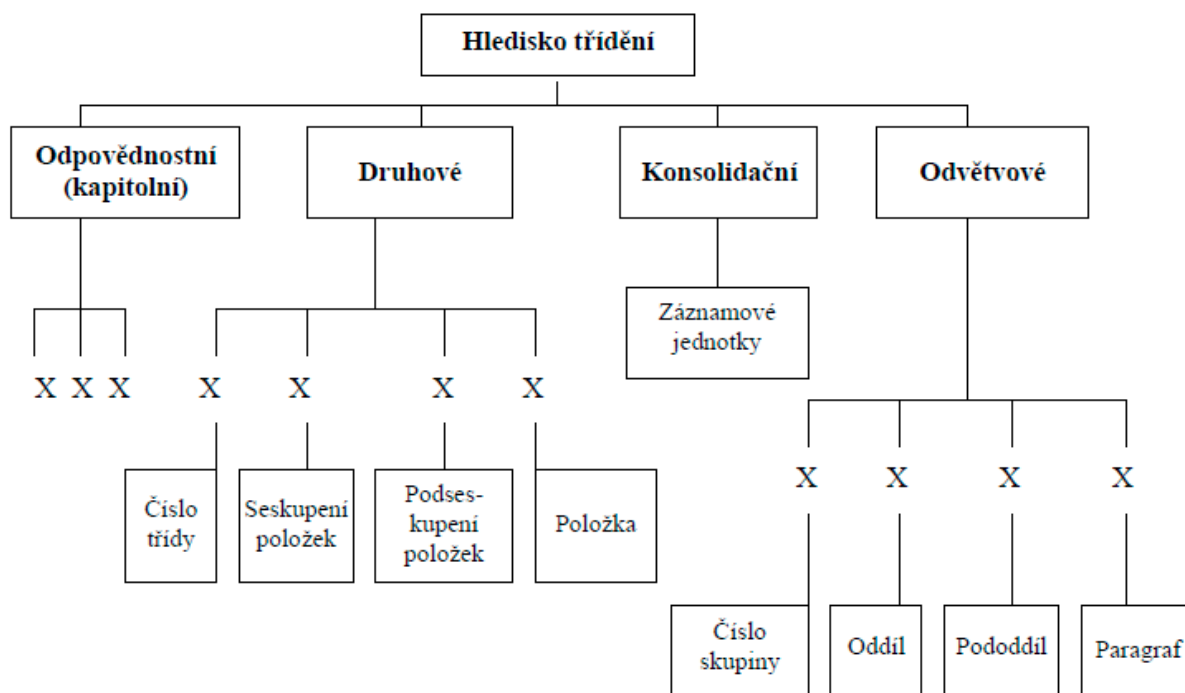 Hledisko třídění
Odpovědnostní
(kapitolní)
Druhové
Konsolidační
Odvětvové
Záznamové
jednotky
X X X
X
X
X
X
Číslo
třídy
Seskupení
položek
Podses-
kupení
položek
Položka
X
X
X
X
Číslo
skupiny
Oddíl
Pododdíl
Paragraf